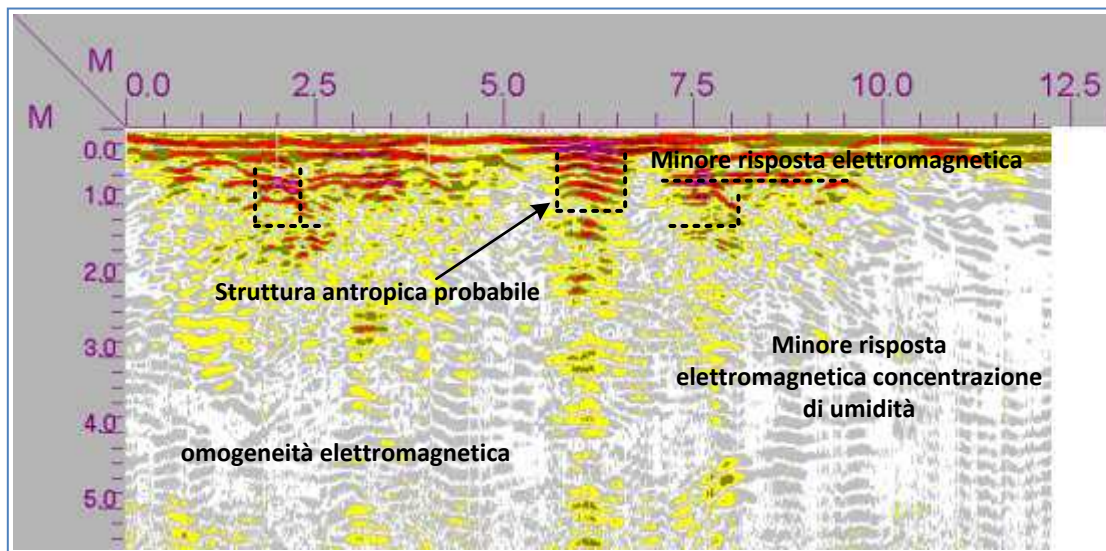 M
0.0 2.5 5.0 7.5 10.0 12.5
M
0.0
Minore risposta elettromagnetica
1.0
2.0
Struttura antropica probabile
3.0
Minore risposta
elettromagnetica concentrazione
di umidità
4.0
omogeneità elettromagnetica
5.0